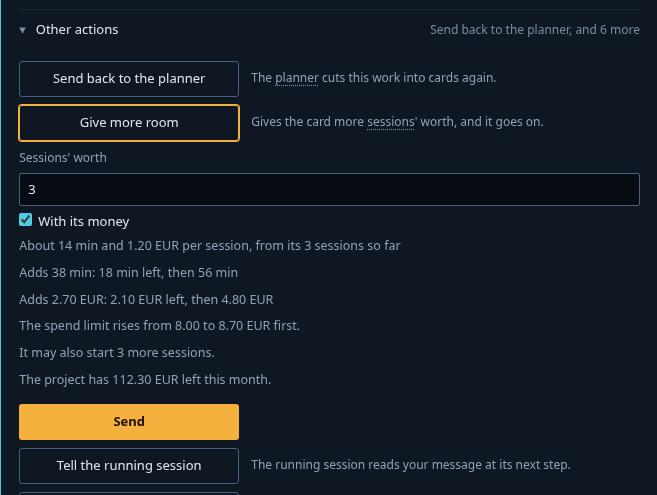 ▾ Other actions Send back to the planner, and 6 more
Send back to the planner The planner cuts this work into cards again.
Give more room Gives the card more sessions' worth, and it goes on.
Sessions' worth
3
With its money
About 14 min and 1.20 EUR per session, from its 3 sessions so far
Adds 38 min: 18 min left, then 56 min
Adds 2.70 EUR: 2.10 EUR left, then 4.80 EUR
The spend limit rises from 8.00 to 8.70 EUR first.
It may also start 3 more sessions.
The project has 112.30 EUR left this month.
Send
Tell the running session The running session reads your message at its next step.